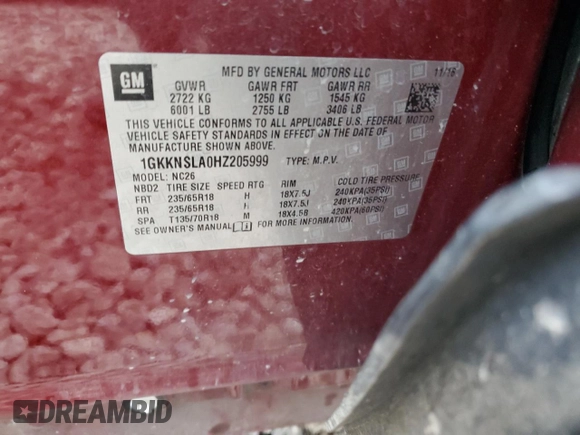 GM
MFD BY GENERAL MOTORS LLC 11/16
GVWR GAWR FRT GAWR RR
2722 KG 1250 KG 1545 KG
6001 LB 2755 LB 3406 LB
THIS VEHICLE CONFORMS TO ALL APPLICABLE U.S. FEDERAL MOTOR
VEHICLE SAFETY STANDARDS IN EFFECT ON THE DATE OF
MANUFACTURE SHOWN ABOVE.
1GKKNSLA0HZ205999 TYPE: M.P.V.
MODEL: NC26
NBD2 TIRE SIZE SPEED RTG RIM COLD TIRE PRESSURE
FRT 235/65R18 H 18X7.5J 240KPA(35PSI)
RR 235/65R18 H 18X7.5J 240KPA(35PSI)
SPA T135/70R18 M 18X4.5B 420KPA(60PSI)
SEE OWNER'S MANUAL FOR MORE INFORMATION.
DREAMBID